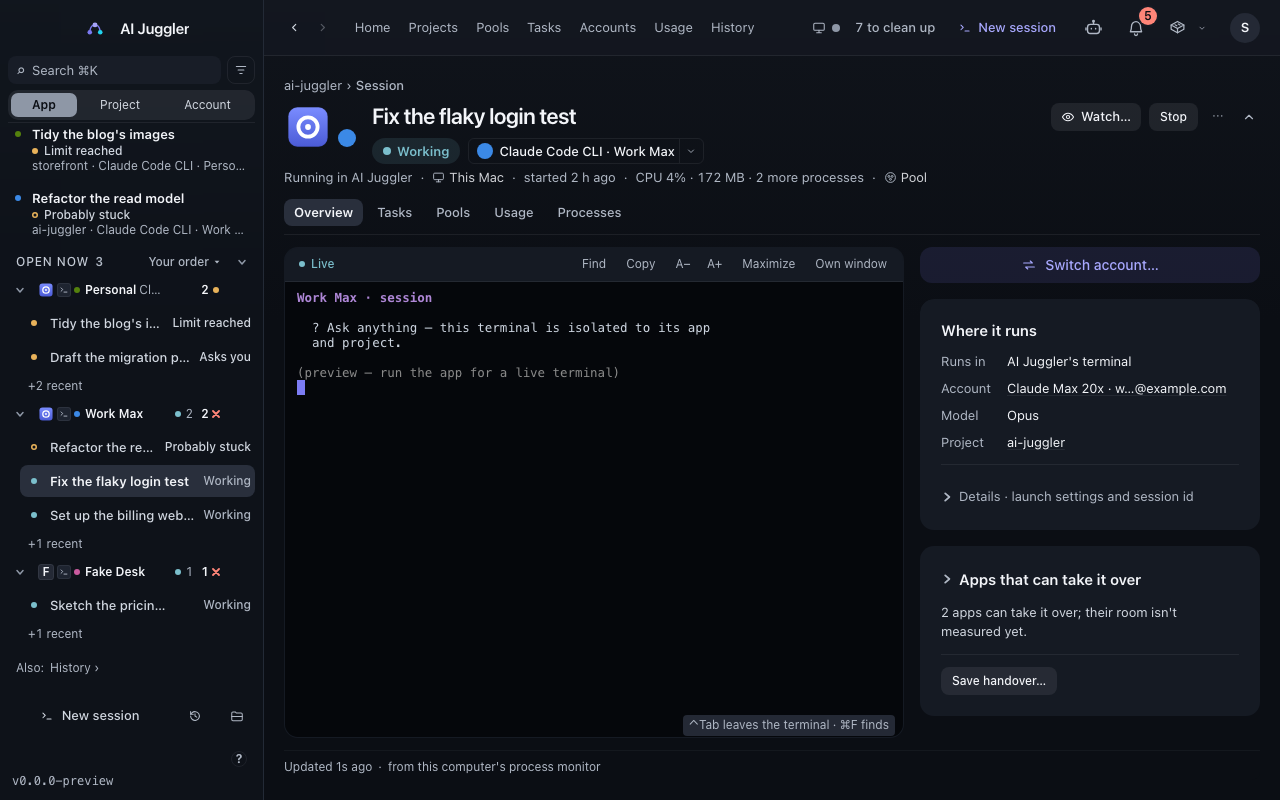 AI Juggler
Search ⌘K
App Project Account
Tidy the blog's images
Limit reached
storefront · Claude Code CLI · Perso...
Refactor the read model
Probably stuck
ai-juggler · Claude Code CLI · Work ...
OPEN NOW 3 Your order
Personal Cl... 2
Tidy the blog's i... Limit reached
Draft the migration p... Asks you
+2 recent
Work Max 2 2
Refactor the re... Probably stuck
Fix the flaky login test Working
Set up the billing web... Working
+1 recent
F Fake Desk 1 1
Sketch the pricin... Working
+1 recent
Also: History ›
New session
?
v0.0.0-preview
Home Projects Pools Tasks Accounts Usage History
7 to clean up New session 5 S
ai-juggler › Session
Fix the flaky login test
Watch... Stop ...
Working Claude Code CLI · Work Max
Running in AI Juggler · This Mac · started 2 h ago · CPU 4% · 172 MB · 2 more processes · Pool
Overview Tasks Pools Usage Processes
Live Find Copy A− A+ Maximize Own window
Work Max · session
? Ask anything — this terminal is isolated to its app
and project.
(preview — run the app for a live terminal)
^Tab leaves the terminal · ⌘F finds
Switch account...
Where it runs
Runs in AI Juggler's terminal
Account Claude Max 20x · w...@example.com
Model Opus
Project ai-juggler
Details · launch settings and session id
Apps that can take it over
2 apps can take it over; their room isn't
measured yet.
Save handover...
Updated 1s ago · from this computer's process monitor